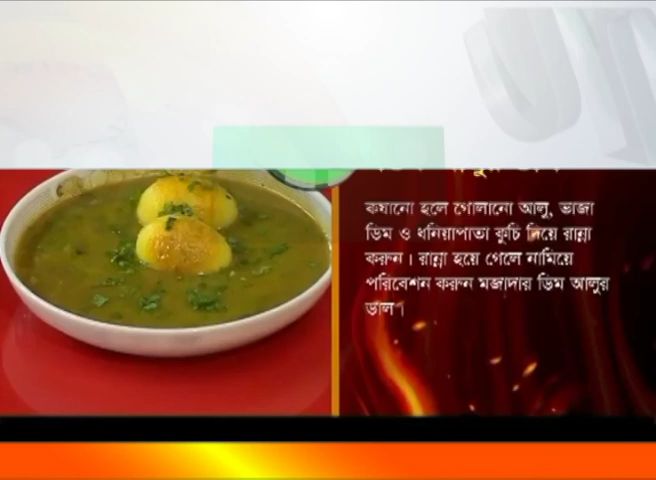 কষানো হলে গোলানো আলু, ভাজা
ডিম ও ধনিয়াপাতা কুচি দিয়ে রান্না
করুন। রান্না হয়ে গেলে নামিয়ে
পরিবেশন করুন মজাদার ডিম আলুর
ডাল।